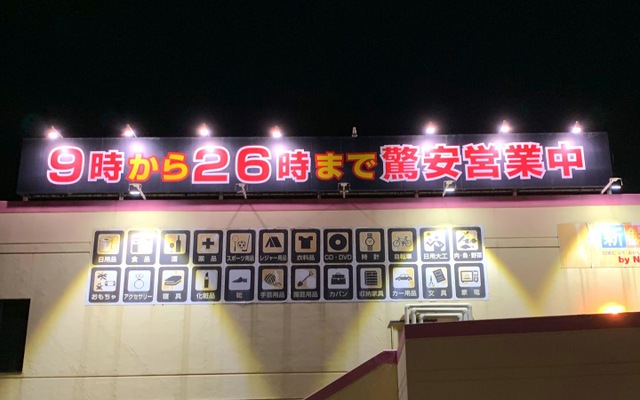 9時から26時まで驚安営業中
日用品 食品 酒 薬品 スポーツ用品 レジャー用品 衣料品 CD・DVD 時計 自転車 日用大工 肉・魚・野菜
おもちゃ アクセサリー 寝具 化粧品 靴 手芸用品 園芸用品 カバン 収納家具 カー用品 文具 家電
新
by N